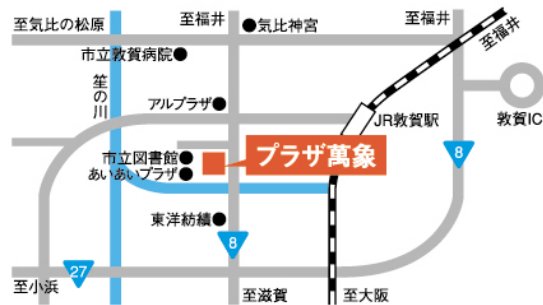 至気比の松原
至福井
気比神宮
至福井
至福井
市立敦賀病院
笙の川
アルプラザ
JR敦賀駅
敦賀IC
市立図書館
プラザ萬象
8
あいあいプラザ
東洋紡績
8
27
至小浜
至滋賀
至大阪